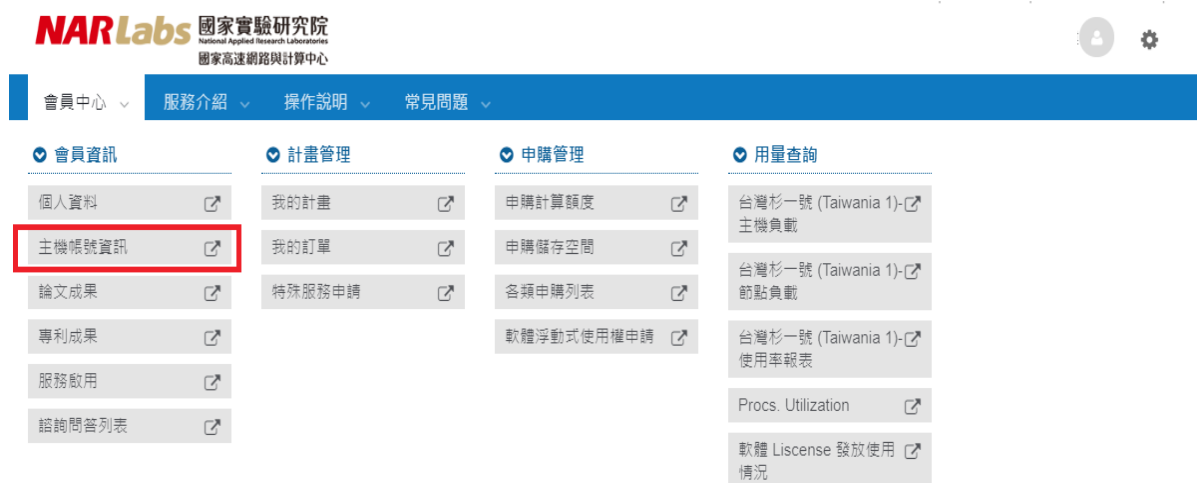 NARLabs 國家實驗研究院
National Applied Research Laboratories
國家高速網路與計算中心
會員中心
服務介紹
操作說明
常見問題
會員資訊
個人資料
主機帳號資訊
論文成果
專利成果
服務啟用
諮詢問答列表
計畫管理
我的計畫
我的訂單
特殊服務申請
申購管理
申購計算額度
申購儲存空間
各類申購列表
軟體浮動式使用權申請
用量查詢
台灣杉一號 (Taiwania 1)-
主機負載
台灣杉一號 (Taiwania 1)-
節點負載
台灣杉一號 (Taiwania 1)-
使用率報表
Procs. Utilization
軟體 Liscense 發放使用
情況